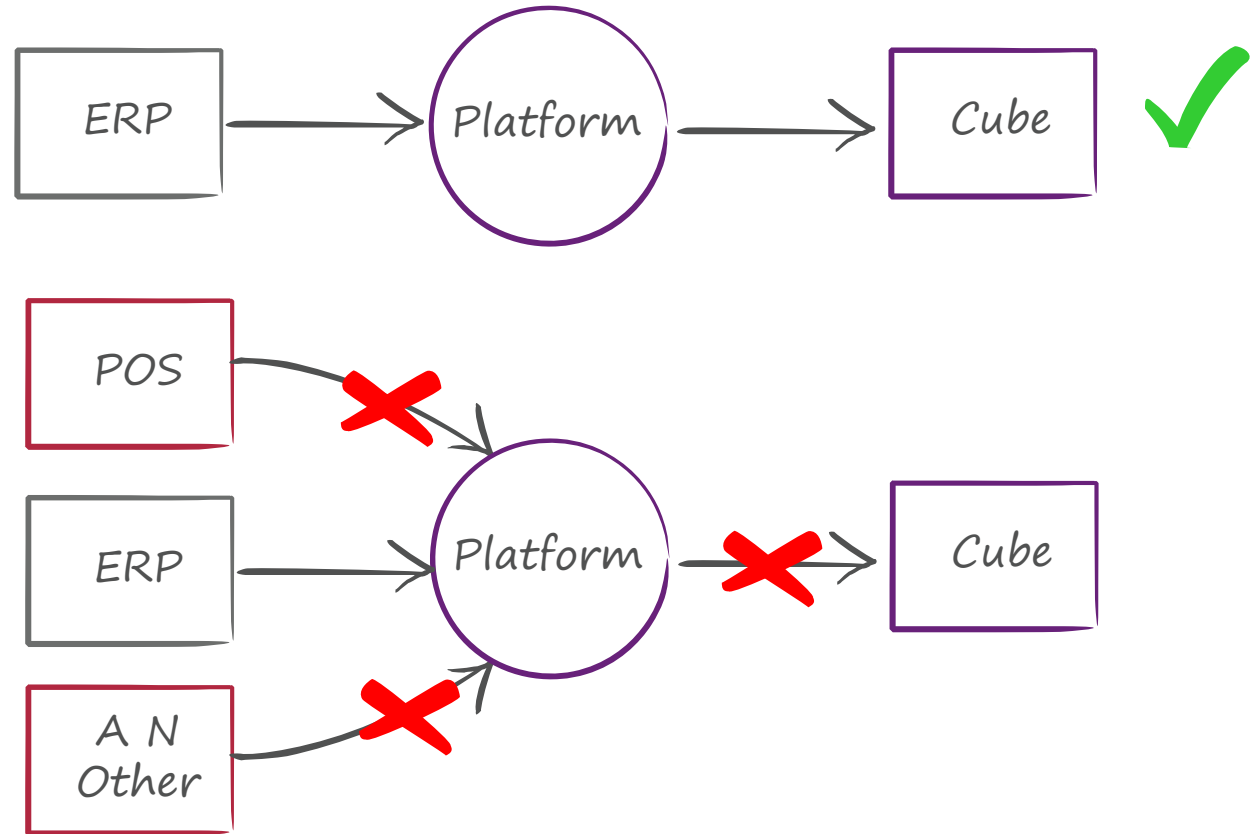 ERP
Platform
Cube
POS
ERP
Platform
Cube
A N
Other